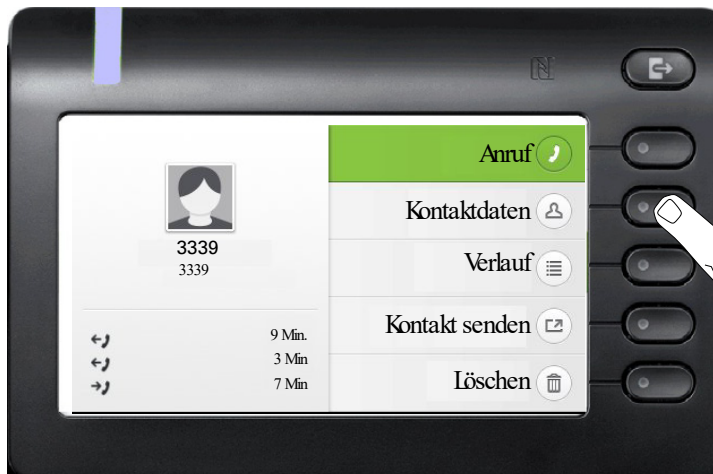 Anruf
Kontaktdaten
3339
3339
Verlauf
Kontakt senden
9 Min.
3 Min
7 Min
Löschen